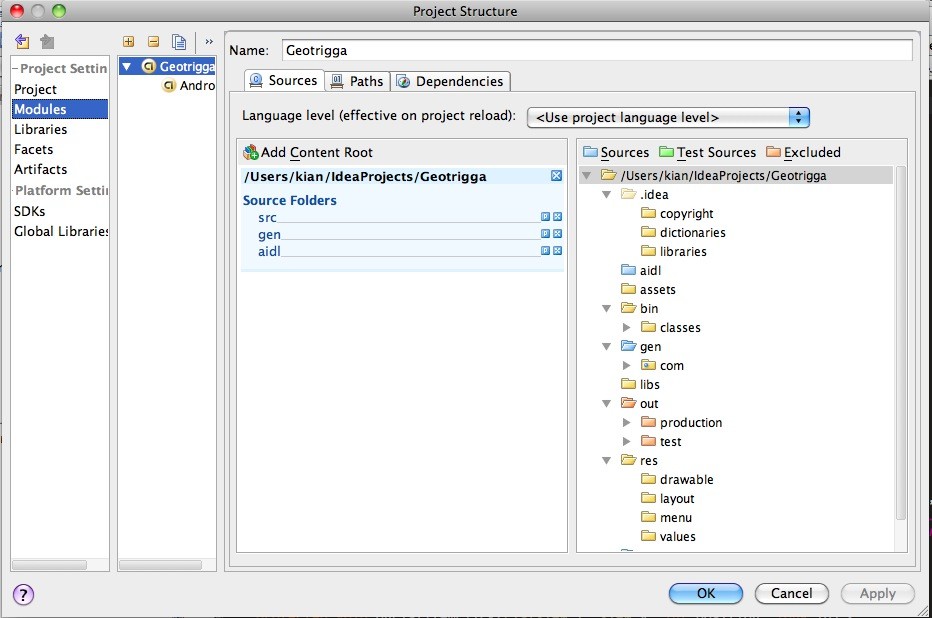 Project Structure
Project Settin
Project
Modules
Libraries
Facets
Artifacts
Platform Settin
SDKs
Global Libraries
»
Geotrigga
Andro
Name: Geotrigga
Sources Paths Dependencies
Language level (effective on project reload): <Use project language level>
Add Content Root
/Users/kian/IdeaProjects/Geotrigga
Source Folders
src
gen
aidl
Sources Test Sources Excluded
/Users/kian/IdeaProjects/Geotrigga
.idea
copyright
dictionaries
libraries
aidl
assets
bin
classes
gen
com
libs
out
production
test
res
drawable
layout
menu
values
?
OK Cancel Apply